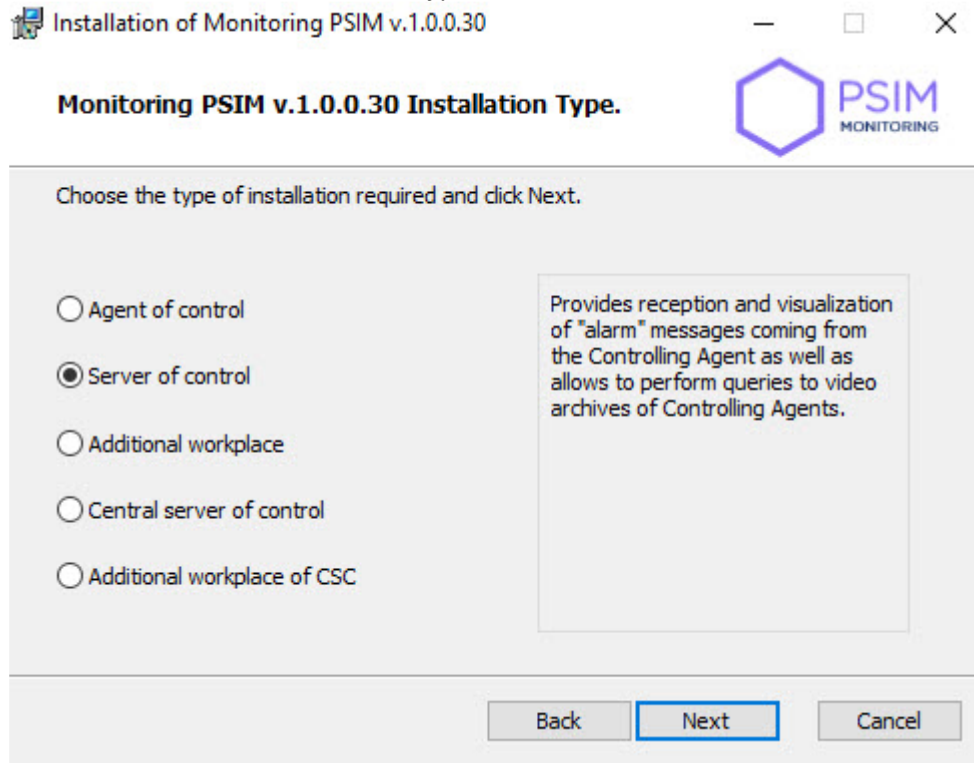 Installation of Monitoring PSIM v.1.0.0.30
Monitoring PSIM v.1.0.0.30 Installation Type.
PSIM
MONITORING
Choose the type of installation required and click Next.
Agent of control
Server of control
Additional workplace
Central server of control
Additional workplace of CSC
Provides reception and visualization
of "alarm" messages coming from
the Controlling Agent as well as
allows to perform queries to video
archives of Controlling Agents.
Back
Next
Cancel